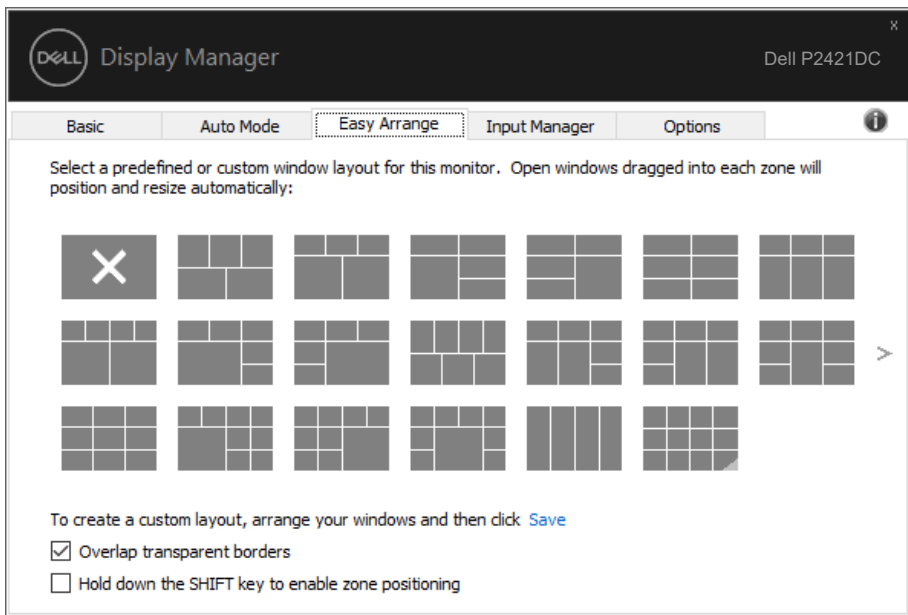 x
DELL
Display Manager
Dell P2421DC
Basic
Auto Mode
Easy Arrange
Input Manager
Options
Select a predefined or custom window layout for this monitor. Open windows dragged into each zone will
position and resize automatically:
>
To create a custom layout, arrange your windows and then click Save
Overlap transparent borders
Hold down the SHIFT key to enable zone positioning